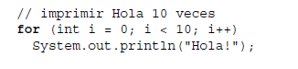 // imprimir Hola 10 veces
for (int i = 0; i < 10; i++)
System.out.println("Hola!");